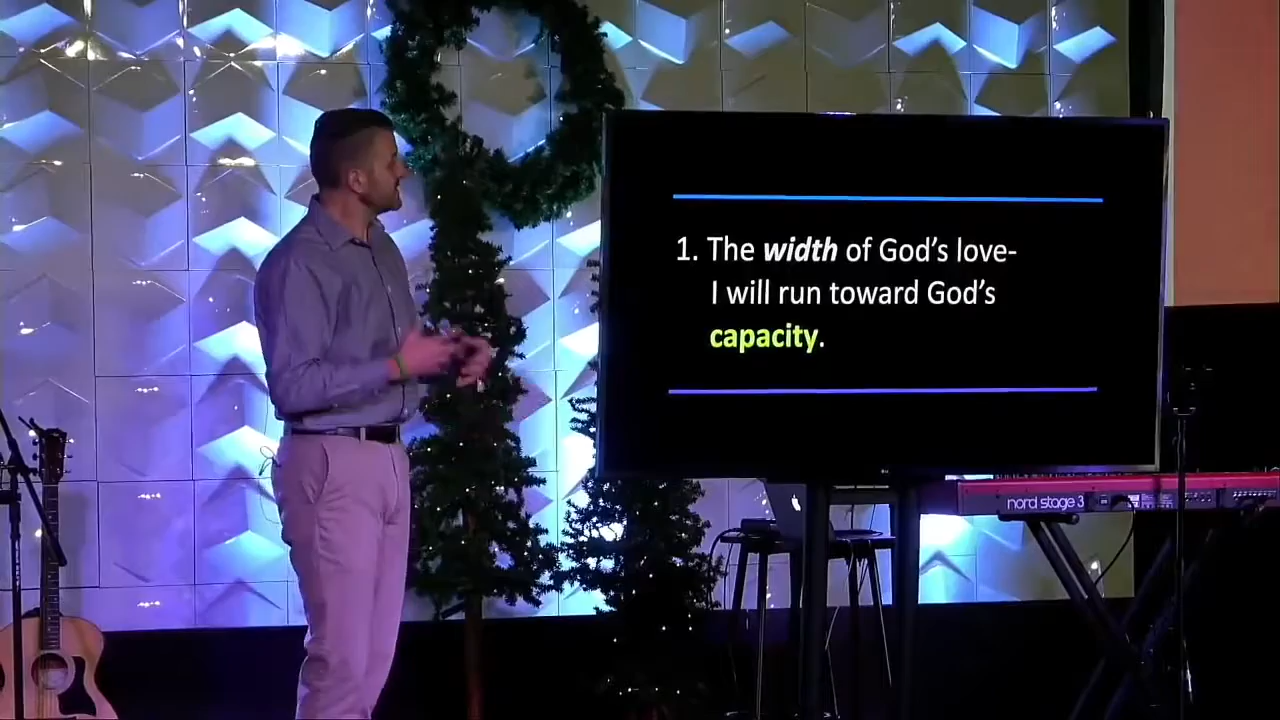 1. The width of God's love-
I will run toward God's
capacity.
nord stage 3